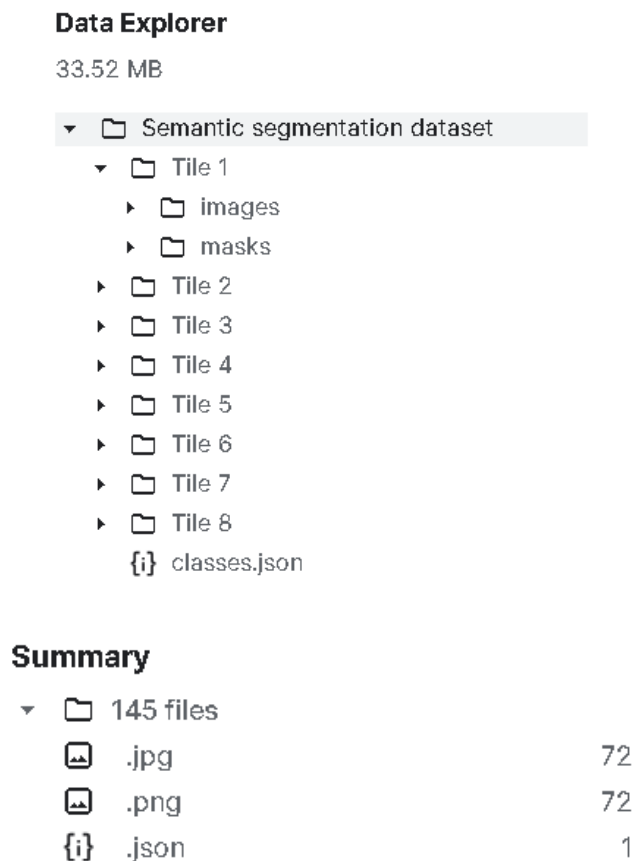 Data Explorer
33.52 MB
Semantic segmentation dataset
Tile 1
images
masks
Tile 2
Tile 3
Tile 4
Tile 5
Tile 6
Tile 7
Tile 8
{i} classes.json
Summary
145 files
.jpg 72
.png 72
{i} .json 1